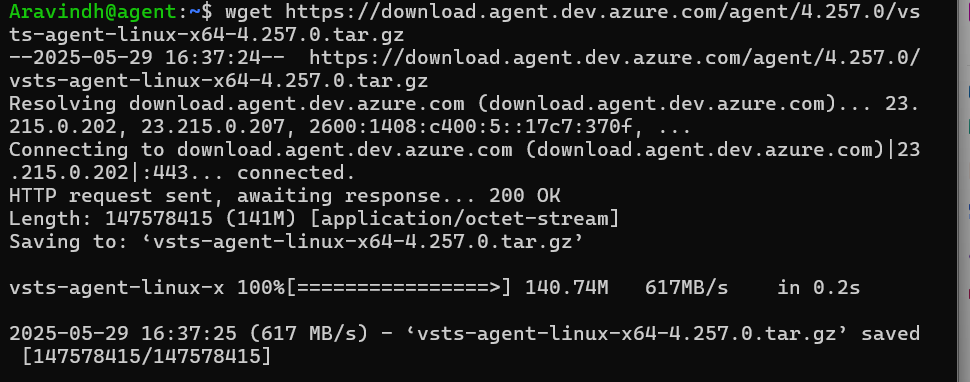 Aravindh@agent:~$ wget https://download.agent.dev.azure.com/agent/4.257.0/vs
ts-agent-linux-x64-4.257.0.tar.gz
--2025-05-29 16:37:24--  https://download.agent.dev.azure.com/agent/4.257.0/
vsts-agent-linux-x64-4.257.0.tar.gz
Resolving download.agent.dev.azure.com (download.agent.dev.azure.com)... 23.
215.0.202, 23.215.0.207, 2600:1408:c400:5::17c7:370f, ...
Connecting to download.agent.dev.azure.com (download.agent.dev.azure.com)|23
.215.0.202|:443... connected.
HTTP request sent, awaiting response... 200 OK
Length: 147578415 (141M) [application/octet-stream]
Saving to: ‘vsts-agent-linux-x64-4.257.0.tar.gz’
vsts-agent-linux-x 100%[================>] 140.74M   617MB/s    in 0.2s
2025-05-29 16:37:25 (617 MB/s) - ‘vsts-agent-linux-x64-4.257.0.tar.gz’ saved
[147578415/147578415]